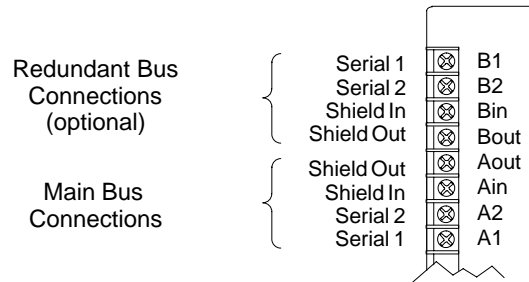 Redundant Bus
Connections
(optional)
Serial 1 B1
Serial 2 B2
Shield In Bin
Shield Out Bout
Main Bus
Connections
Shield Out Aout
Shield In Ain
Serial 2 A2
Serial 1 A1